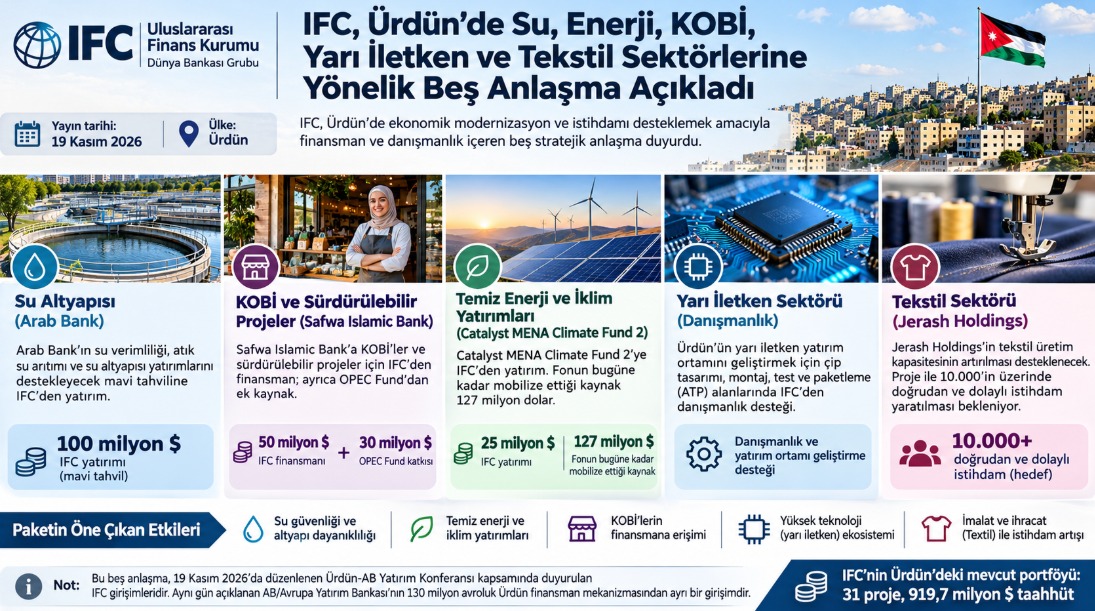 IFC
Uluslararası
Finans Kurumu
Dünya Bankası Grubu
IFC, Ürdün’de Su, Enerji, KOBİ,
Yarı İletken ve Tekstil Sektörlerine
Yönelik Beş Anlaşma Açıkladı
Yayın tarihi:
19 Kasım 2026
Ülke:
Ürdün
IFC, Ürdün’de ekonomik modernizasyon ve istihdamı desteklemek amacıyla
finansman ve danışmanlık içeren beş stratejik anlaşma duyurdu.
Su Altyapısı
(Arab Bank)
Arab Bank’ın su verimliliği, atık
su arıtımı ve su altyapısı yatırımlarını
destekleyecek mavi tahviline
IFC’den yatırım.
100 milyon $
IFC yatırımı
(mavi tahvil)
KOBİ ve Sürdürülebilir
Projeler (Safwa Islamic Bank)
Safwa Islamic Bank’a KOBİ’ler ve
sürdürülebilir projeler için IFC’den
finansman; ayrıca OPEC Fund’dan
ek kaynak.
50 milyon $
IFC finansmanı
+
30 milyon $
OPEC Fund katkısı
Temiz Enerji ve İklim
Yatırımları
(Catalyst MENA Climate Fund 2)
Catalyst MENA Climate Fund 2’ye
IFC’den yatırım. Fonun bugüne
kadar mobilize ettiği kaynak
127 milyon dolar.
25 milyon $
IFC yatırımı
127 milyon $
Fonun bugüne kadar
mobilize ettiği kaynak
Yarı İletken Sektörü
(Danışmanlık)
Ürdün’ün yarı iletken yatırım
ortamını geliştirmek için çip
tasarımı, montaj, test ve paketleme
(ATP) alanlarında IFC’den
danışmanlık desteği.
Danışmanlık ve
yatırım ortamı geliştirme
desteği
Tekstil Sektörü
(Jerash Holdings)
Jerash Holdings’in tekstil üretim
kapasitesinin artırılması desteklenecek.
Proje ile 10.000’in üzerinde
doğrudan ve dolaylı istihdam
yaratılması bekleniyor.
10.000+
doğrudan ve dolaylı
istihdam (hedef)
Paketin Öne Çıkan Etkileri
Su güvenliği ve
altyapı dayanıklılığı
Temiz enerji ve
iklim yatırımları
KOBİ’lerin
finansmana erişimi
Yüksek teknoloji
(yarı iletken) ekosistemi
İmalat ve ihracat
(Textil) ile istihdam artışı
Not:
Bu beş anlaşma, 19 Kasım 2026’da düzenlenen Ürdün-AB Yatırım Konferansı kapsamında duyurulan
IFC girişimleridir. Aynı gün açıklanan AB/Avrupa Yatırım Bankası’nın 130 milyon avroluk Ürdün finansman mekanizmasından ayrı bir girişimdir.
IFC’nin Ürdün’deki mevcut portföyü:
31 proje, 919,7 milyon $ taahhüt